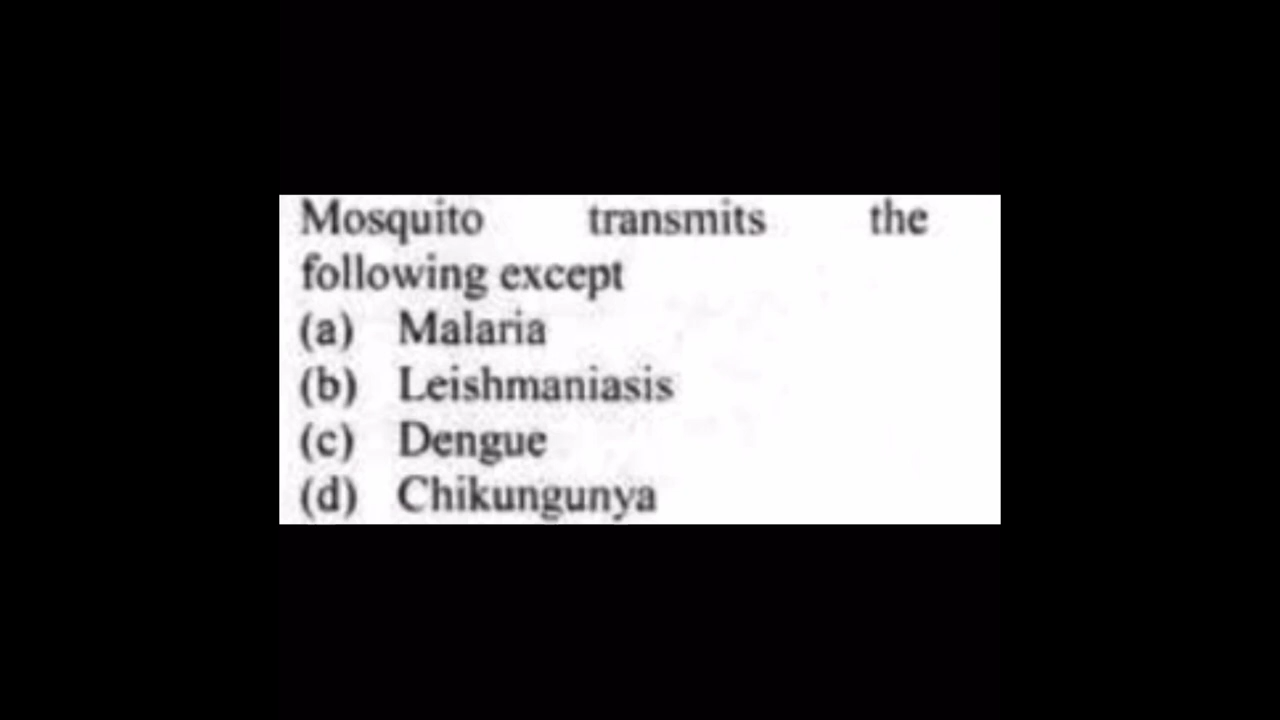 Mosquito transmits the
following except
(a) Malaria
(b) Leishmaniasis
(c) Dengue
(d) Chikungunya